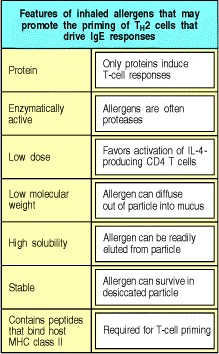 Features of inhaled allergens that may
promote the priming of TH2 cells that
drive IgE responses
Protein
Only proteins induce
T-cell responses
Enzymatically
active
Allergens are often
proteases
Low dose
Favors activation of IL-4-
producing CD4 T cells
Low molecular
weight
Allergen can diffuse
out of particle into mucus
High solubility
Allergen can be readily
eluted from particle
Stable
Allergen can survive in
desiccated particle
Contains peptides
that bind host
MHC class II
Required for T-cell priming